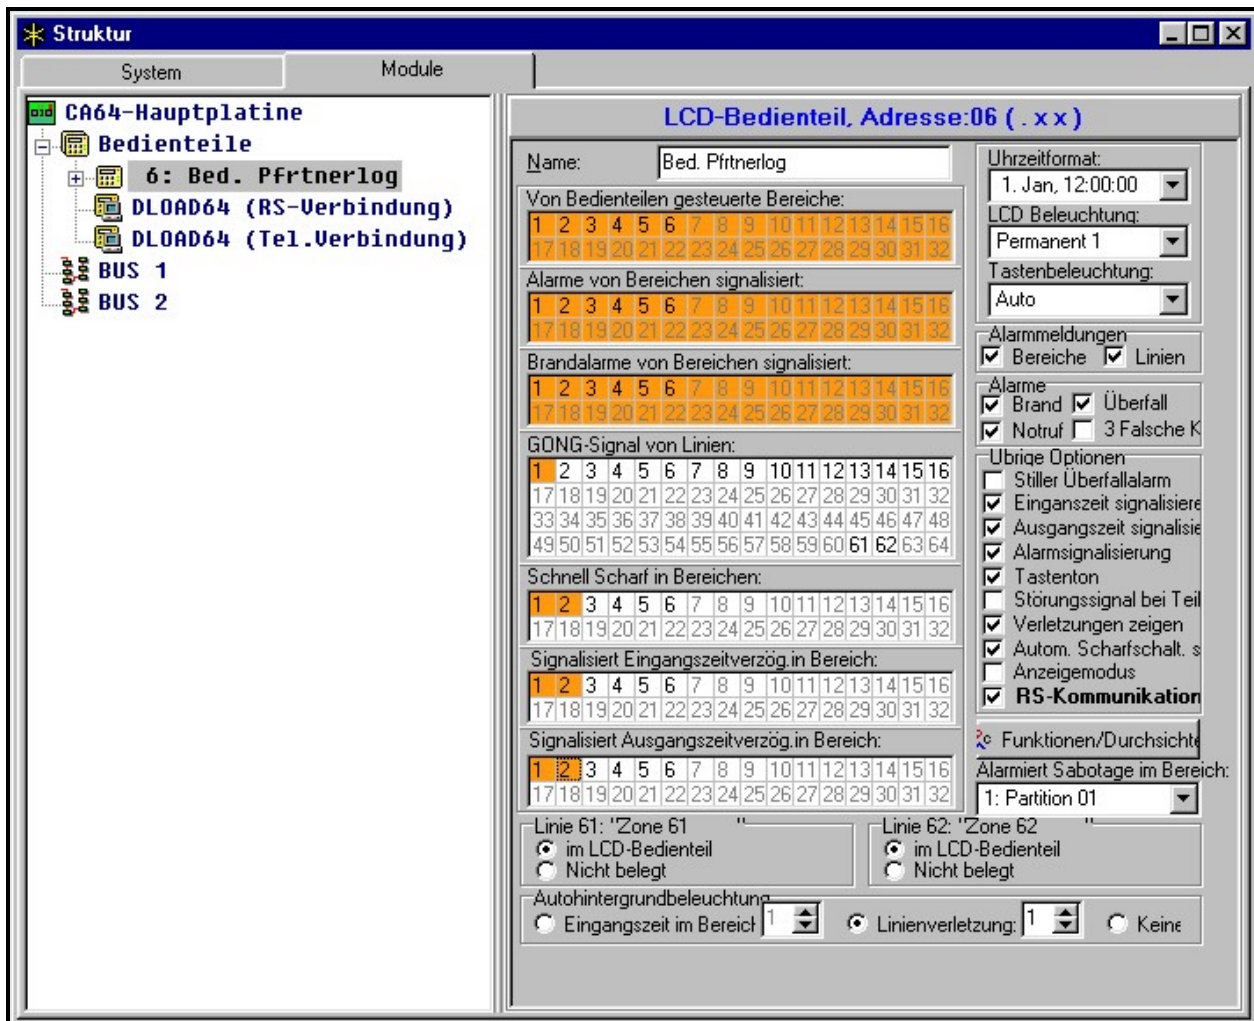 Struktur
System Module
CA64-Hauptplatine
Bedienteile
6: Bed. Pfrtnerlog
DLOAD64 (RS-Verbindung)
DLOAD64 (Tel.Verbindung)
BUS 1
BUS 2
LCD-Bedienteil, Adresse:06 ( . x x )
Name: Bed. Pfrtnerlog
Von Bedienteilen gesteuerte Bereiche:
1 2 3 4 5 6 7 8 9 10 11 12 13 14 15 16
17 18 19 20 21 22 23 24 25 26 27 28 29 30 31 32
Alarme von Bereichen signalisiert:
1 2 3 4 5 6 7 8 9 10 11 12 13 14 15 16
17 18 19 20 21 22 23 24 25 26 27 28 29 30 31 32
Brandalarme von Bereichen signalisiert:
1 2 3 4 5 6 7 8 9 10 11 12 13 14 15 16
17 18 19 20 21 22 23 24 25 26 27 28 29 30 31 32
GONG-Signal von Linien:
1 2 3 4 5 6 7 8 9 10 11 12 13 14 15 16
17 18 19 20 21 22 23 24 25 26 27 28 29 30 31 32
33 34 35 36 37 38 39 40 41 42 43 44 45 46 47 48
49 50 51 52 53 54 55 56 57 58 59 60 61 62 63 64
Schnell Scharf in Bereichen:
1 2 3 4 5 6 7 8 9 10 11 12 13 14 15 16
17 18 19 20 21 22 23 24 25 26 27 28 29 30 31 32
Signalisiert Eingangszeitverzög.in Bereich:
1 2 3 4 5 6 7 8 9 10 11 12 13 14 15 16
17 18 19 20 21 22 23 24 25 26 27 28 29 30 31 32
Signalisiert Ausgangszeitverzög.in Bereich:
1 2 3 4 5 6 7 8 9 10 11 12 13 14 15 16
17 18 19 20 21 22 23 24 25 26 27 28 29 30 31 32
Uhrzeitformat:
1. Jan, 12:00:00
LCD Beleuchtung:
Permanent 1
Tastenbeleuchtung:
Auto
Alarmmeldungen
Bereiche Linien
Alarme
Brand Überfall
Notruf 3 Falsche K
Übrige Optionen
Stiller Überfallalarm
Einganszeit signalisiere
Ausgangszeit signalisie
Alarmsignalisierung
Tastenton
Störungssignal bei Teil
Verletzungen zeigen
Autom. Scharfschalt. s
Anzeigemodus
RS-Kommunikation
Funktionen/Durchsichte
Alarmiert Sabotage im Bereich:
1: Partition 01
Linie 61: "Zone 61 " Linie 62: "Zone 62 "
im LCD-Bedienteil im LCD-Bedienteil
Nicht belegt Nicht belegt
Autohintergrundbeleuchtung
Eingangszeit im Bereich 1 Linienverletzung: 1 Keine